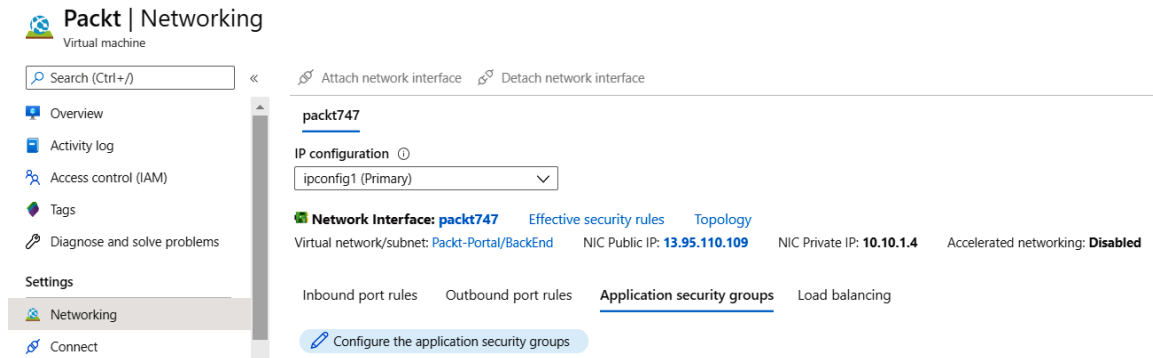 Packt | Networking
Virtual machine
Search (Ctrl+/)
«
Overview
Activity log
Access control (IAM)
Tags
Diagnose and solve problems
Settings
Networking
Connect
Attach network interface Detach network interface
packt747
IP configuration
ipconfig1 (Primary)
Network Interface: packt747 Effective security rules Topology
Virtual network/subnet: Packt-Portal/BackEnd NIC Public IP: 13.95.110.109 NIC Private IP: 10.10.1.4 Accelerated networking: Disabled
Inbound port rules Outbound port rules Application security groups Load balancing
Configure the application security groups